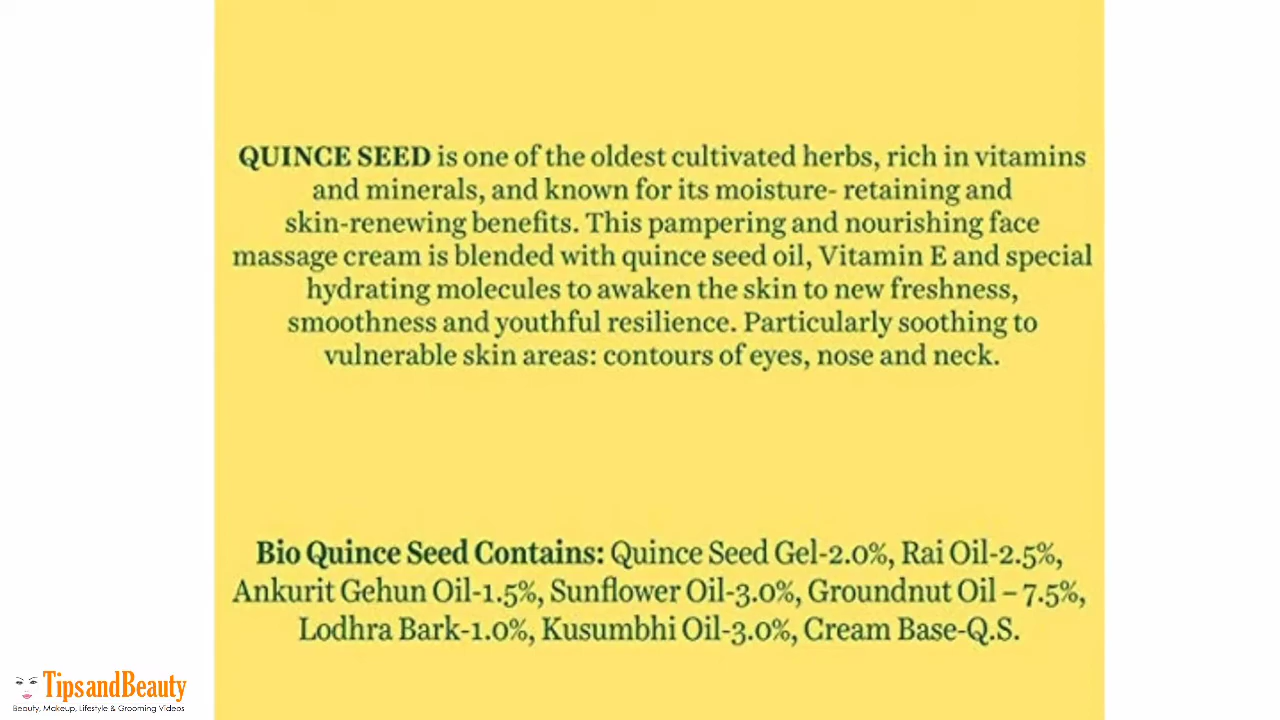 QUINCE SEED is one of the oldest cultivated herbs, rich in vitamins
and minerals, and known for its moisture- retaining and
skin-renewing benefits. This pampering and nourishing face
massage cream is blended with quince seed oil, Vitamin E and special
hydrating molecules to awaken the skin to new freshness,
smoothness and youthful resilience. Particularly soothing to
vulnerable skin areas: contours of eyes, nose and neck.
Bio Quince Seed Contains: Quince Seed Gel-2.0%, Rai Oil-2.5%,
Ankurit Gehun Oil-1.5%, Sunflower Oil-3.0%, Groundnut Oil – 7.5%,
Lodhra Bark-1.0%, Kusumbhi Oil-3.0%, Cream Base-Q.S.
TipsandBeauty
Beauty, Makeup, Lifestyle & Grooming Videos